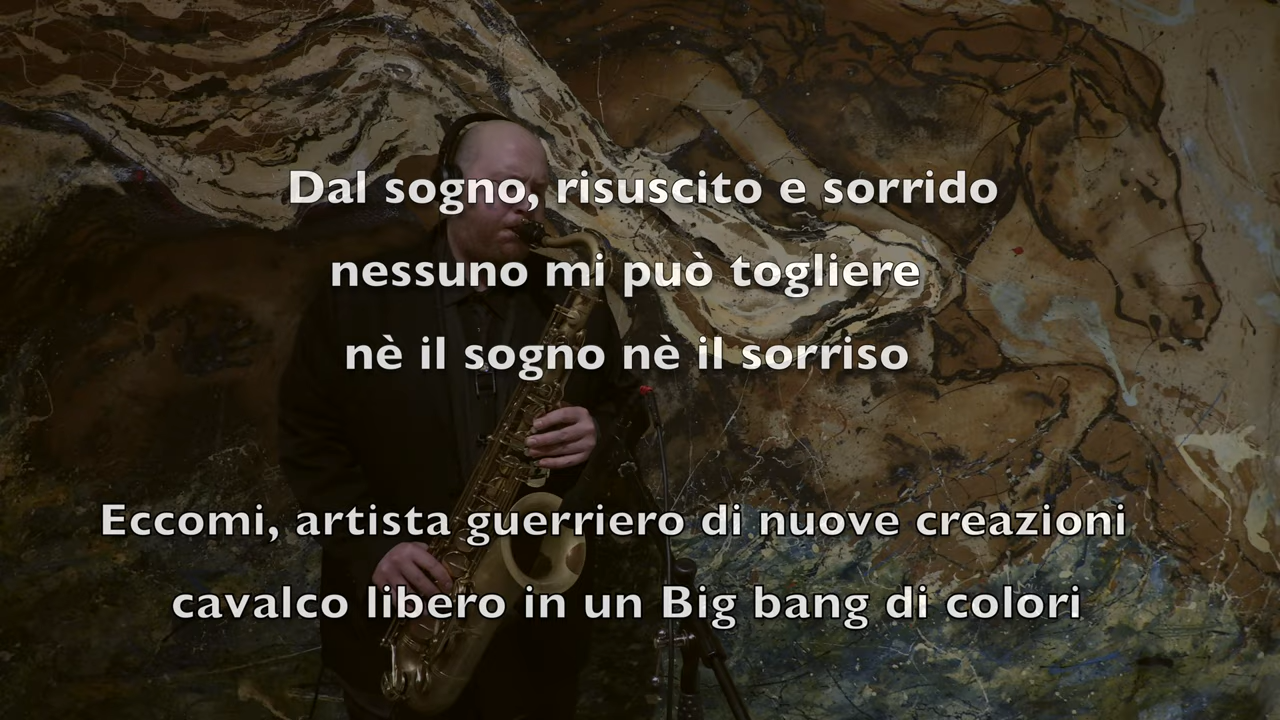 Dal sogno, risuscito e sorrido
nessuno mi può togliere
nè il sogno nè il sorriso
Eccomi, artista guerriero di nuove creazioni
cavalco libero in un Big bang di colori